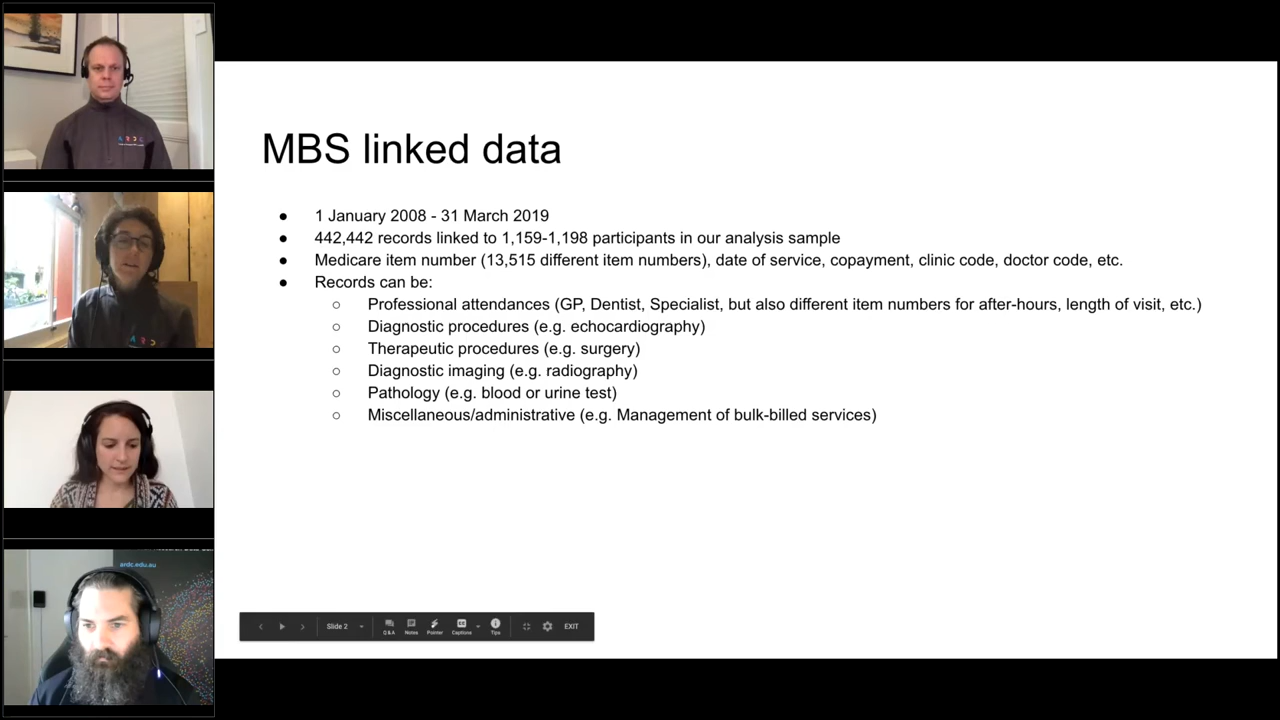 MBS linked data
● 1 January 2008 - 31 March 2019
● 442,442 records linked to 1,159-1,198 participants in our analysis sample
● Medicare item number (13,515 different item numbers), date of service, copayment, clinic code, doctor code, etc.
● Records can be:
○ Professional attendances (GP, Dentist, Specialist, but also different item numbers for after-hours, length of visit, etc.)
○ Diagnostic procedures (e.g. echocardiography)
○ Therapeutic procedures (e.g. surgery)
○ Diagnostic imaging (e.g. radiography)
○ Pathology (e.g. blood or urine test)
○ Miscellaneous/administrative (e.g. Management of bulk-billed services)
Slide 2
Q&A Notes Pointer Captions Tips
EXIT
ARDC
ardc.edu.au